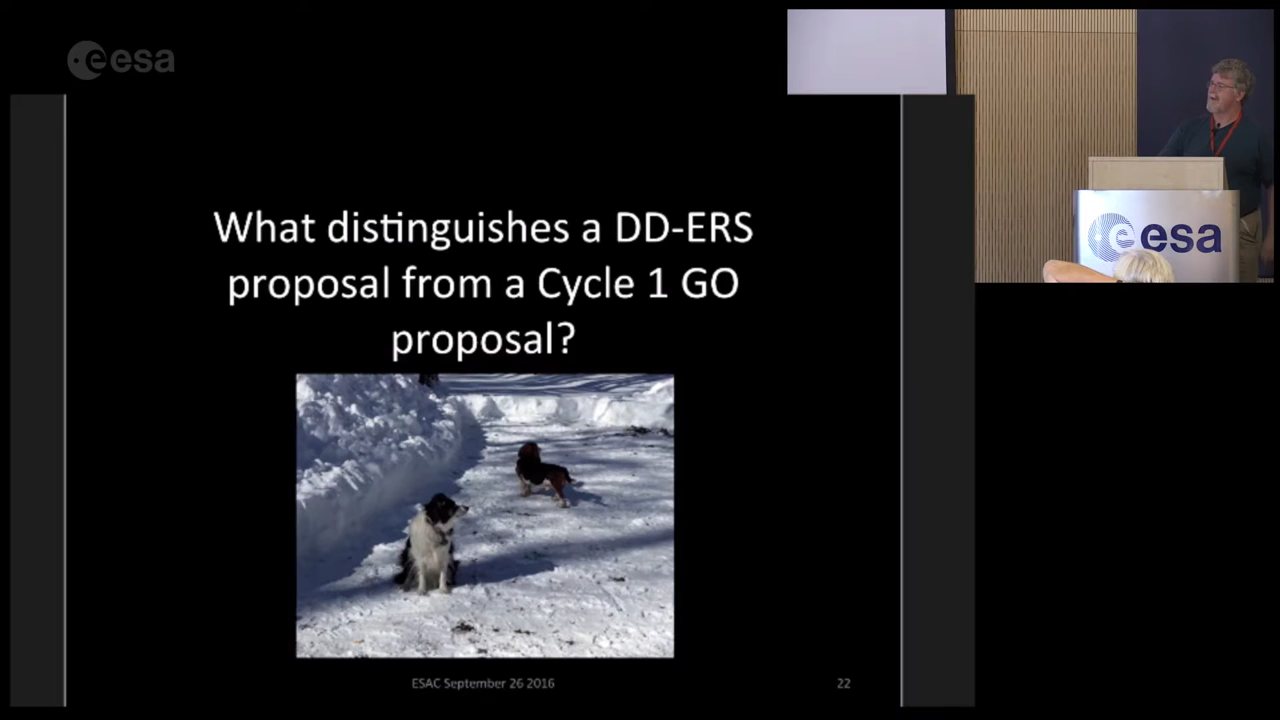 esa
What distinguishes a DD-ERS
proposal from a Cycle 1 GO
proposal?
esa
ESAC September 26 2016
22